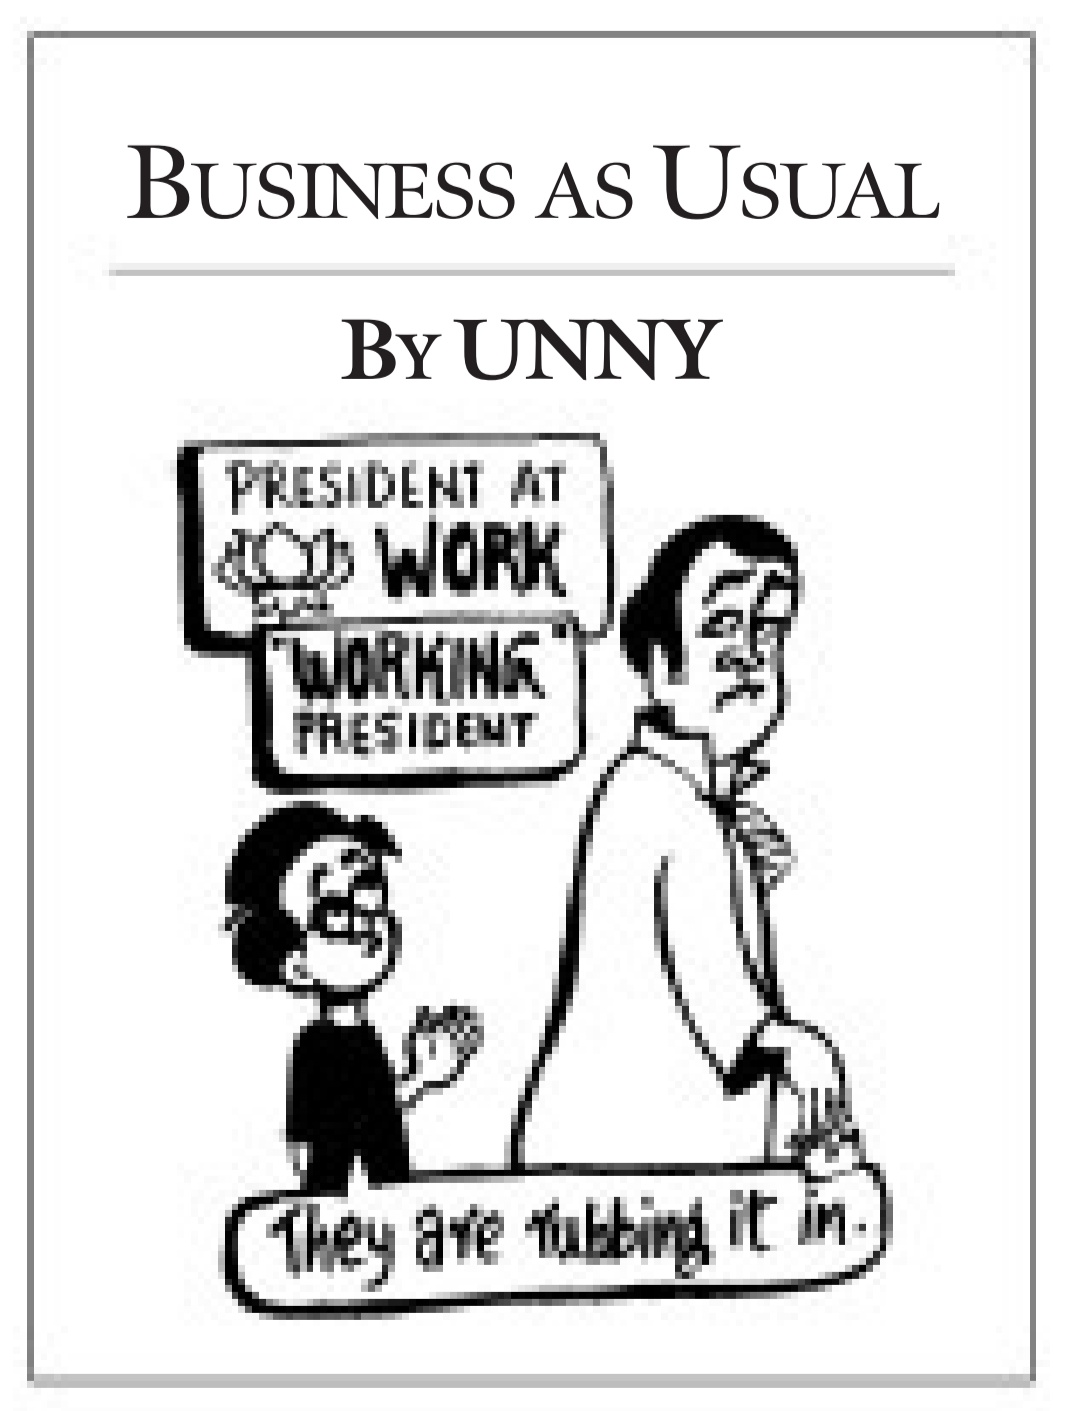 BUSINESS AS USUAL
BY UNNY
PRESIDENT AT
WORK
"WORKING"
PRESIDENT
They are rubbing it in.